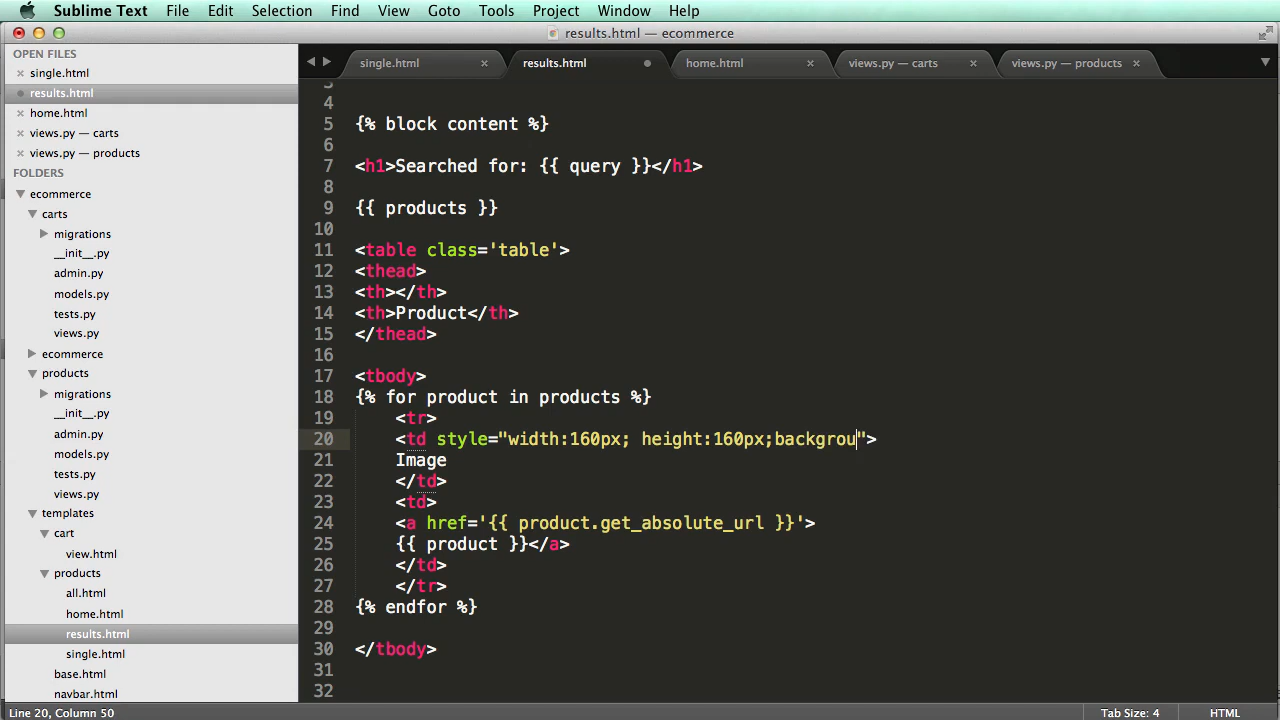 Sublime Text File Edit Selection Find View Goto Tools Project Window Help
results.html — ecommerce
OPEN FILES
single.html
results.html
home.html
views.py — carts
views.py — products
FOLDERS
ecommerce
carts
migrations
__init__.py
admin.py
models.py
tests.py
views.py
ecommerce
products
migrations
__init__.py
admin.py
models.py
tests.py
views.py
templates
cart
view.html
products
all.html
home.html
results.html
single.html
base.html
navbar.html
single.html results.html home.html views.py — carts views.py — products
3
4
5 {% block content %}
6
7 <h1>Searched for: {{ query }}</h1>
8
9 {{ products }}
10
11 <table class='table'>
12 <thead>
13 <th></th>
14 <th>Product</th>
15 </thead>
16
17 <tbody>
18 {% for product in products %}
19 <tr>
20 <td style="width:160px; height:160px;backgrou">
21 Image
22 </td>
23 <td>
24 <a href='{{ product.get_absolute_url }}'>
25 {{ product }}</a>
26 </td>
27 </tr>
28 {% endfor %}
29
30 </tbody>
31
32
Line 20, Column 50 Tab Size: 4 HTML